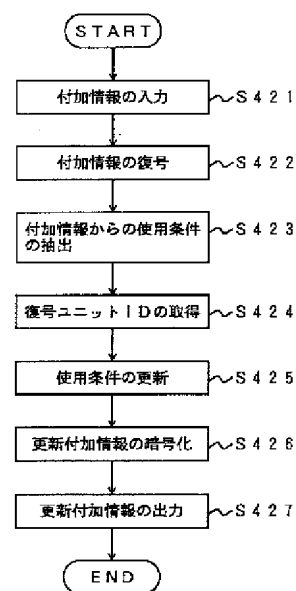 START
付加情報の入力 S421
付加情報の復号 S422
付加情報からの使用条件 S423
の抽出
復号ユニットIDの取得 S424
使用条件の更新 S425
更新付加情報の暗号化 S426
更新付加情報の出力 S427
END